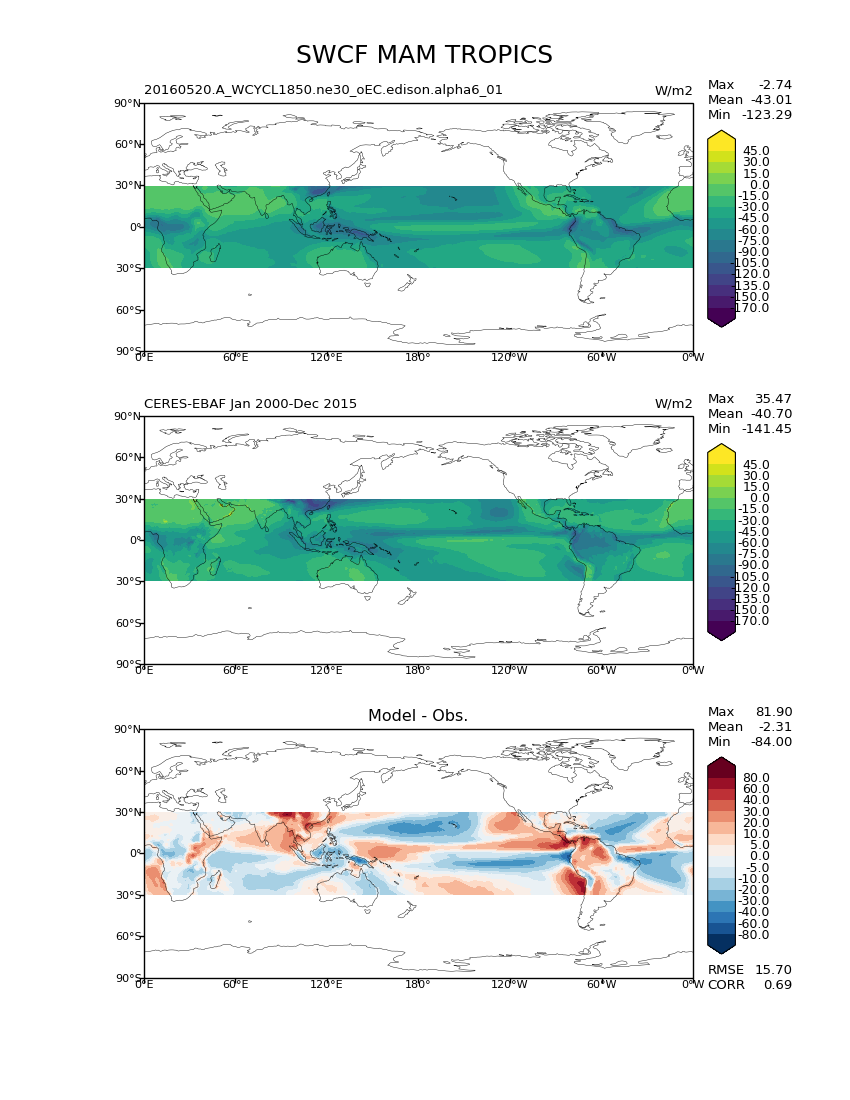 SWCF MAM TROPICS
20160520.A_WCYCL1850.ne30_oEC.edison.alpha6_01 W/m2
Max -2.74
Mean -43.01
Min -123.29
90°N
60°N
30°N
0°
30°S
60°S
90°S
0°E 60°E 120°E 180° 120°W 60°W 0°W
45.0
30.0
15.0
0.0
-15.0
-30.0
-45.0
-60.0
-75.0
-90.0
-105.0
-120.0
-135.0
-150.0
-170.0
CERES-EBAF Jan 2000-Dec 2015 W/m2
Max 35.47
Mean -40.70
Min -141.45
90°N
60°N
30°N
0°
30°S
60°S
90°S
0°E 60°E 120°E 180° 120°W 60°W 0°W
45.0
30.0
15.0
0.0
-15.0
-30.0
-45.0
-60.0
-75.0
-90.0
-105.0
-120.0
-135.0
-150.0
-170.0
Model - Obs.
Max 81.90
Mean -2.31
Min -84.00
90°N
60°N
30°N
0°
30°S
60°S
90°S
0°E 60°E 120°E 180° 120°W 60°W 0°W
80.0
60.0
40.0
30.0
20.0
10.0
5.0
0.0
-5.0
-10.0
-20.0
-30.0
-40.0
-60.0
-80.0
RMSE 15.70
CORR 0.69